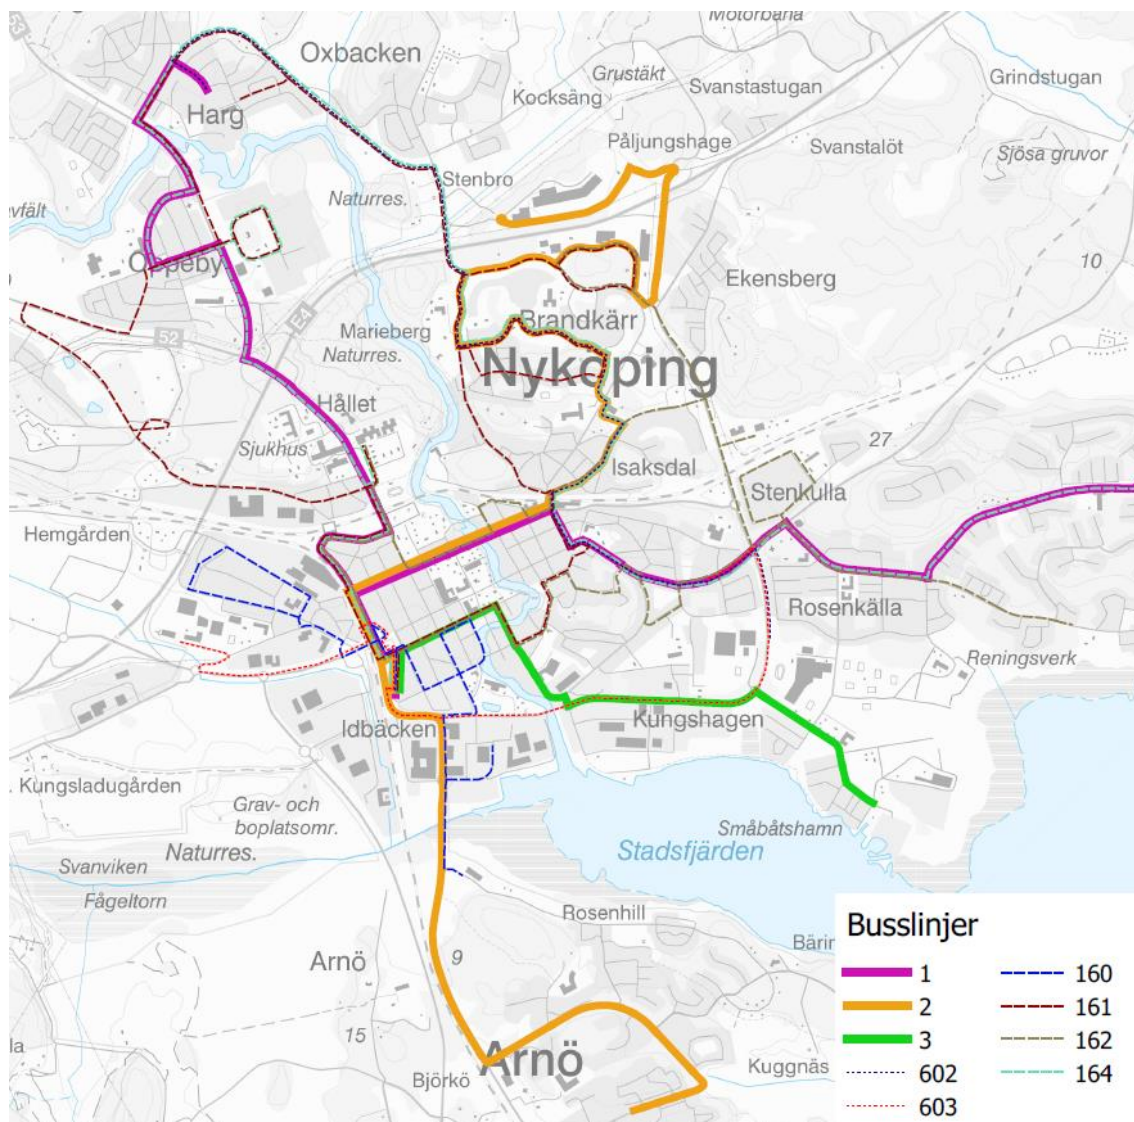 53
Motorbana
Oxbacken
Grustäkt
Svanstastugan
Grindstugan
Kocksäng
Harg
Påljungshage
Svanstalöt
Sjösa gruvor
Stenbro
Naturres.
Oppeby
Ekensberg
10
E4
52
Marieberg
Naturres.
Brandkärr
Nyköping
Hållet
Sjukhus
27
Isaksdal
Stenkulla
Hemgården
Rosenkälla
Reningsverk
Kungshagen
Idbäcken
. Kungsladugården
Grav- och
boplatsomr.
Småbåtshamn
Naturres.
Stadsfjärden
Svanviken
Fågeltorn
Rosenhill
Arnö
9
15
Arnö
Björkö
Kuggnäs
Busslinjer
1
160
2
161
3
162
602
164
603